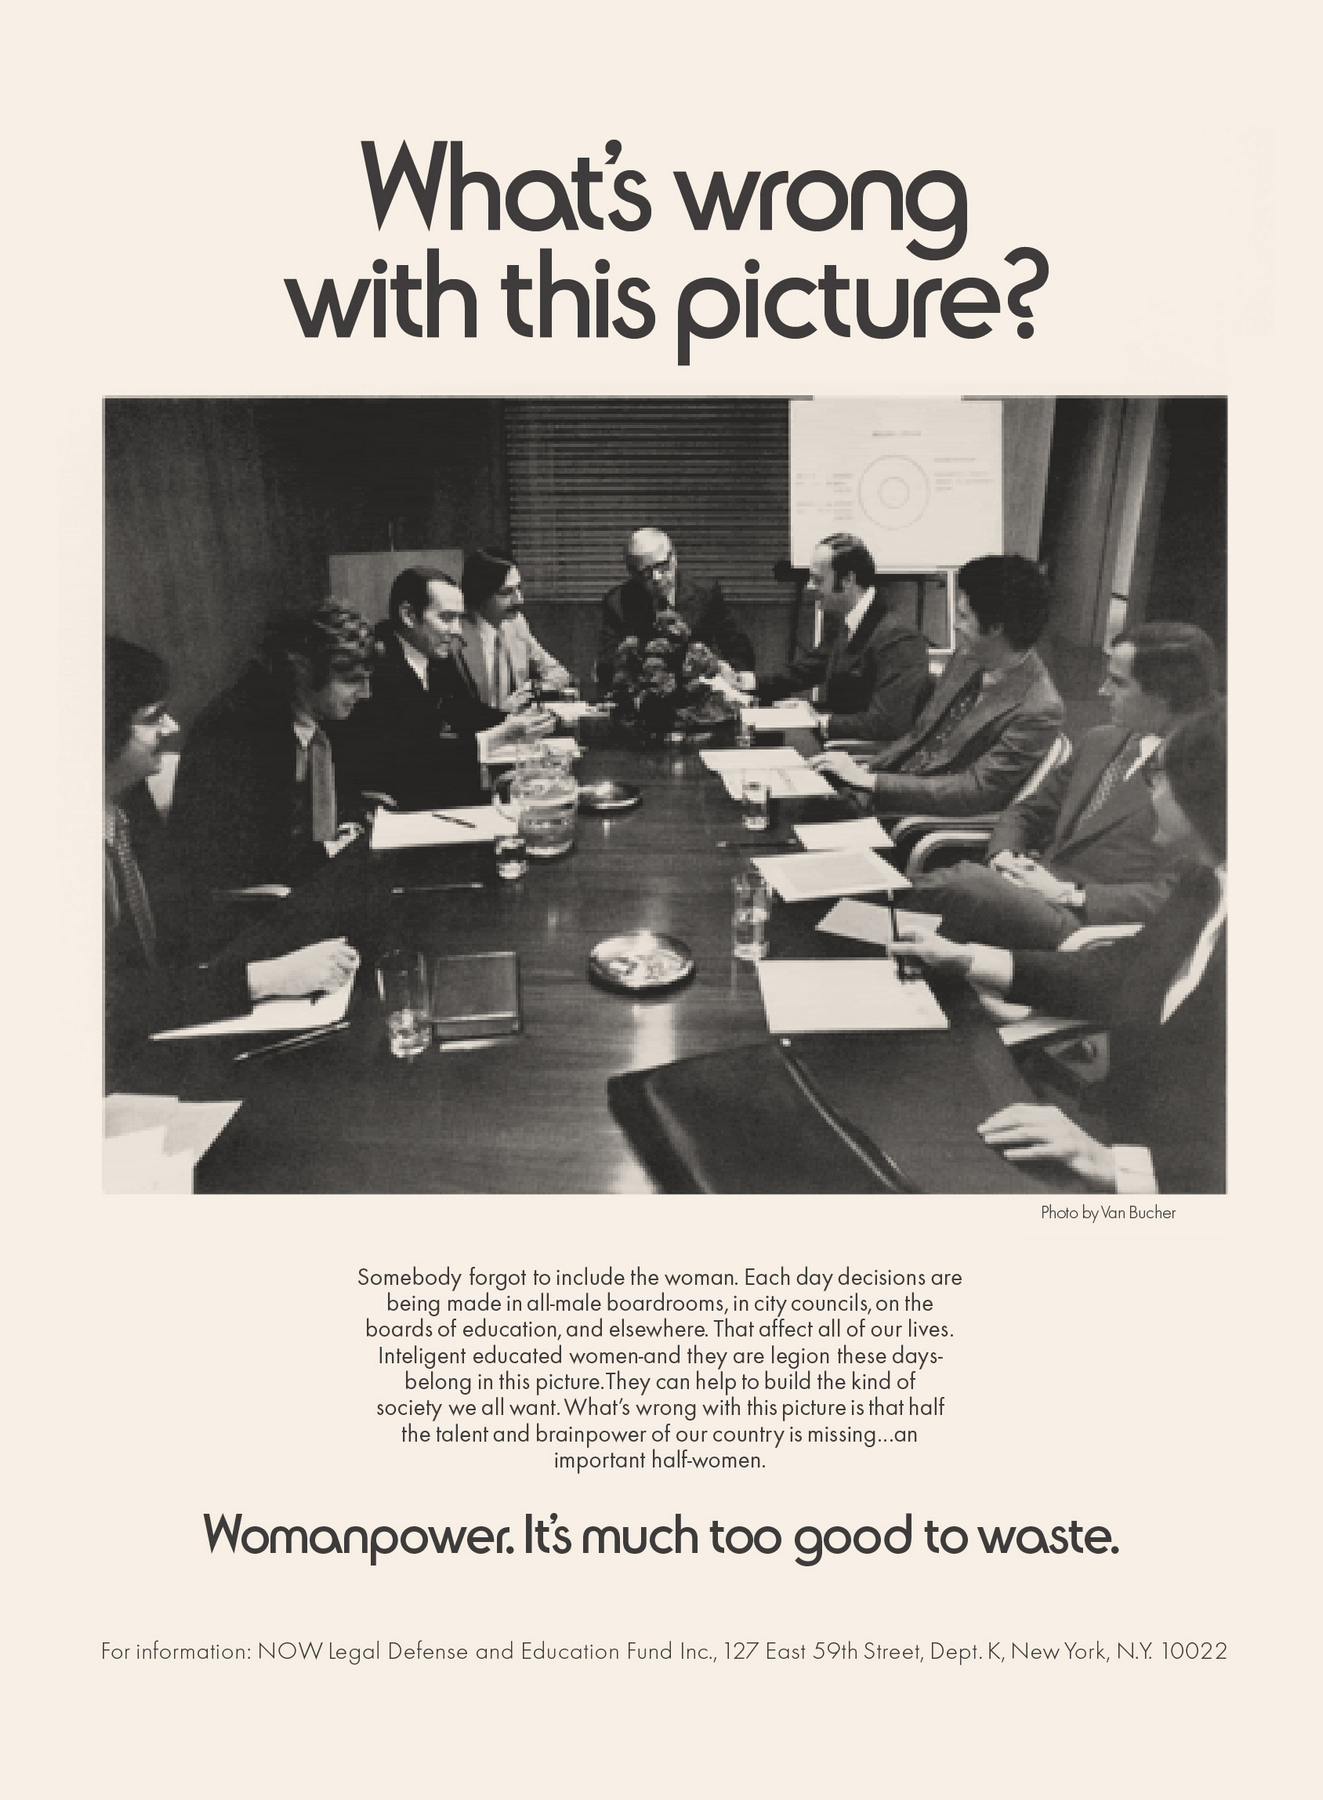 What's wrong
with this picture?
Photo by Van Bucher
Somebody forgot to include the woman. Each day decisions are
being made in all-male boardrooms, in city councils, on the
boards of education, and elsewhere. That affect all of our lives.
Inteligent educated women-and they are legion these days-
belong in this picture.They can help to build the kind of
society we all want. What's wrong with this picture is that half
the talent and brainpower of our country is missing...an
important half-women.
Womanpower. It's much too good to waste.
For information: NOW Legal Defense and Education Fund Inc., 127 East 59th Street, Dept. K, New York, N.Y. 10022